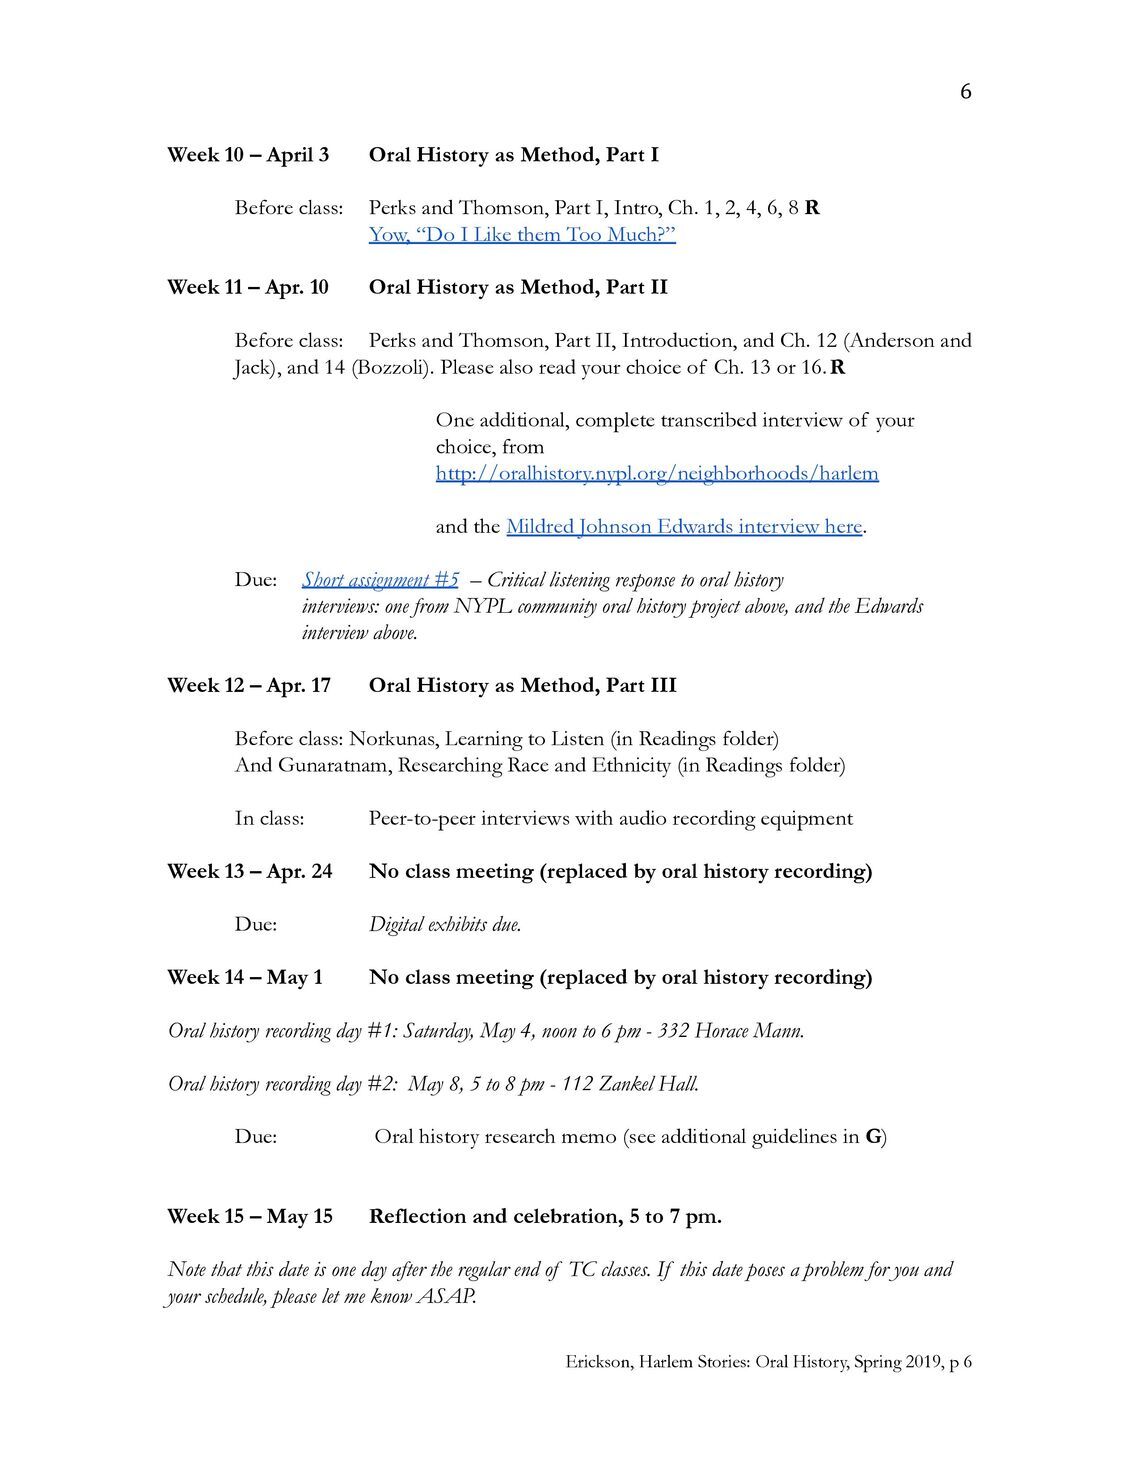 6
Week 10 – April 3 Oral History as Method, Part I
Before class: Perks and Thomson, Part I, Intro, Ch. 1, 2, 4, 6, 8 R
Yow, “Do I Like them Too Much?”
Week 11 – Apr. 10 Oral History as Method, Part II
Before class: Perks and Thomson, Part II, Introduction, and Ch. 12 (Anderson and
Jack), and 14 (Bozzoli). Please also read your choice of Ch. 13 or 16. R
One additional, complete transcribed interview of your
choice, from
http://oralhistory.nypl.org/neighborhoods/harlem
and the Mildred Johnson Edwards interview here.
Due: Short assignment #5 – Critical listening response to oral history
interviews: one from NYPL community oral history project above, and the Edwards
interview above.
Week 12 – Apr. 17 Oral History as Method, Part III
Before class: Norkunas, Learning to Listen (in Readings folder)
And Gunaratnam, Researching Race and Ethnicity (in Readings folder)
In class: Peer-to-peer interviews with audio recording equipment
Week 13 – Apr. 24 No class meeting (replaced by oral history recording)
Due: Digital exhibits due.
Week 14 – May 1 No class meeting (replaced by oral history recording)
Oral history recording day #1: Saturday, May 4, noon to 6 pm - 332 Horace Mann.
Oral history recording day #2: May 8, 5 to 8 pm - 112 Zankel Hall.
Due: Oral history research memo (see additional guidelines in G)
Week 15 – May 15 Reflection and celebration, 5 to 7 pm.
Note that this date is one day after the regular end of TC classes. If this date poses a problem for you and
your schedule, please let me know ASAP.
Erickson, Harlem Stories: Oral History, Spring 2019, p 6